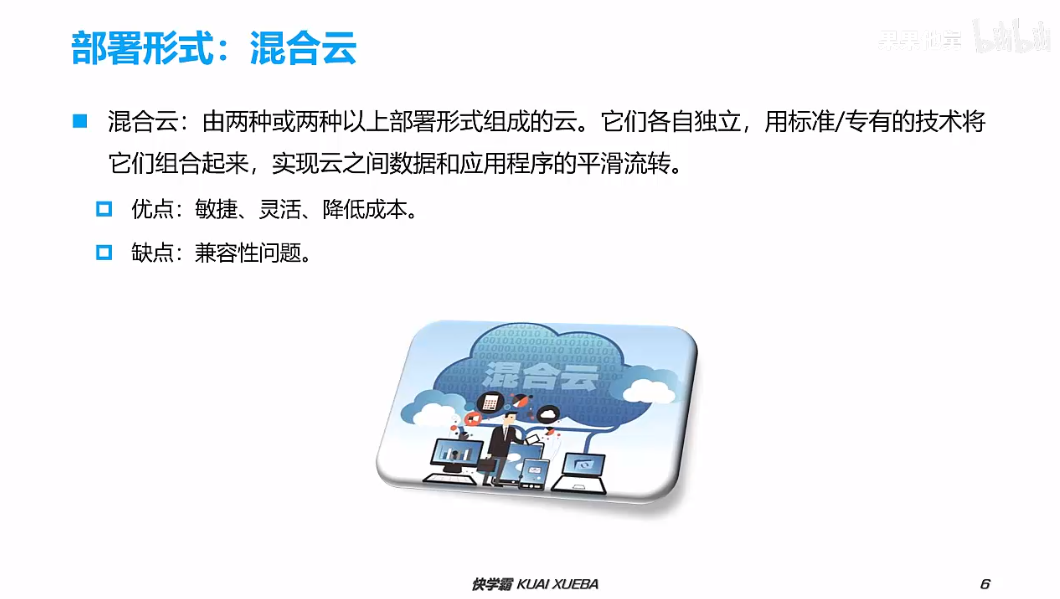 部署形式：混合云
混合云：由两种或两种以上部署形式组成的云。它们各自独立，用标准/专有的技术将
它们组合起来，实现云之间数据和应用程序的平滑流转。
优点：敏捷、灵活、降低成本。
缺点：兼容性问题。
混合云
快学霸 KUAI XUEBA
6
bilibili